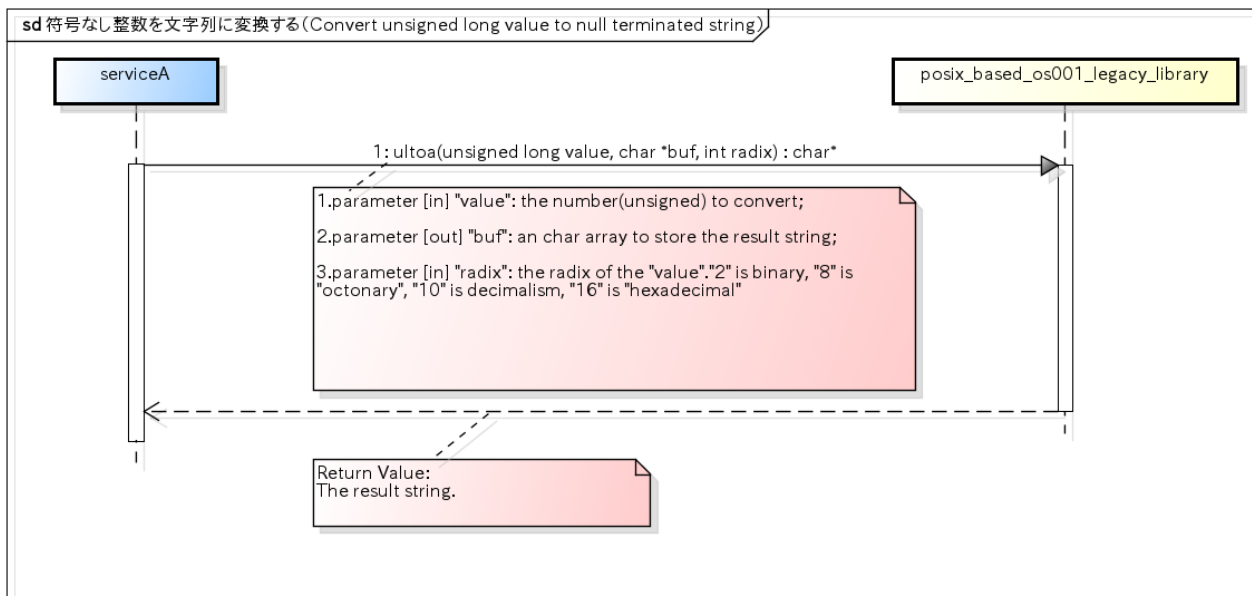 sd 符号なし整数を文字列に変換する(Convert unsigned long value to null terminated string)
serviceA
posix_based_os001_legacy_library
1: ultoa(unsigned long value, char *buf, int radix) : char*
1.parameter [in] "value": the number(unsigned) to convert;
2.parameter [out] "buf": an char array to store the result string;
3.parameter [in] "radix": the radix of the "value"."2" is binary, "8" is
"octonary", "10" is decimalism, "16" is "hexadecimal"
Return Value:
The result string.